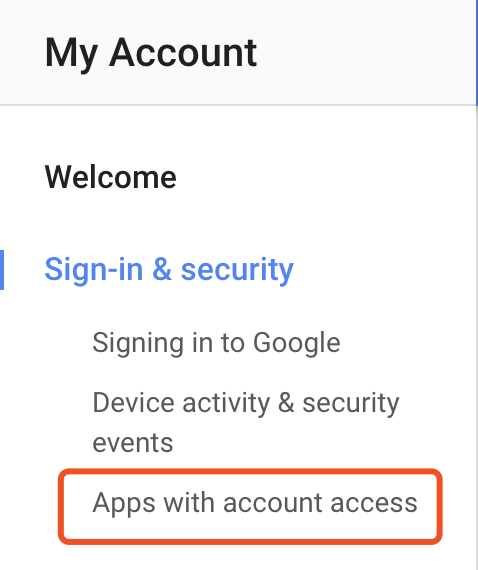 My Account
Welcome
Sign-in & security
Signing in to Google
Device activity & security
events
Apps with account access